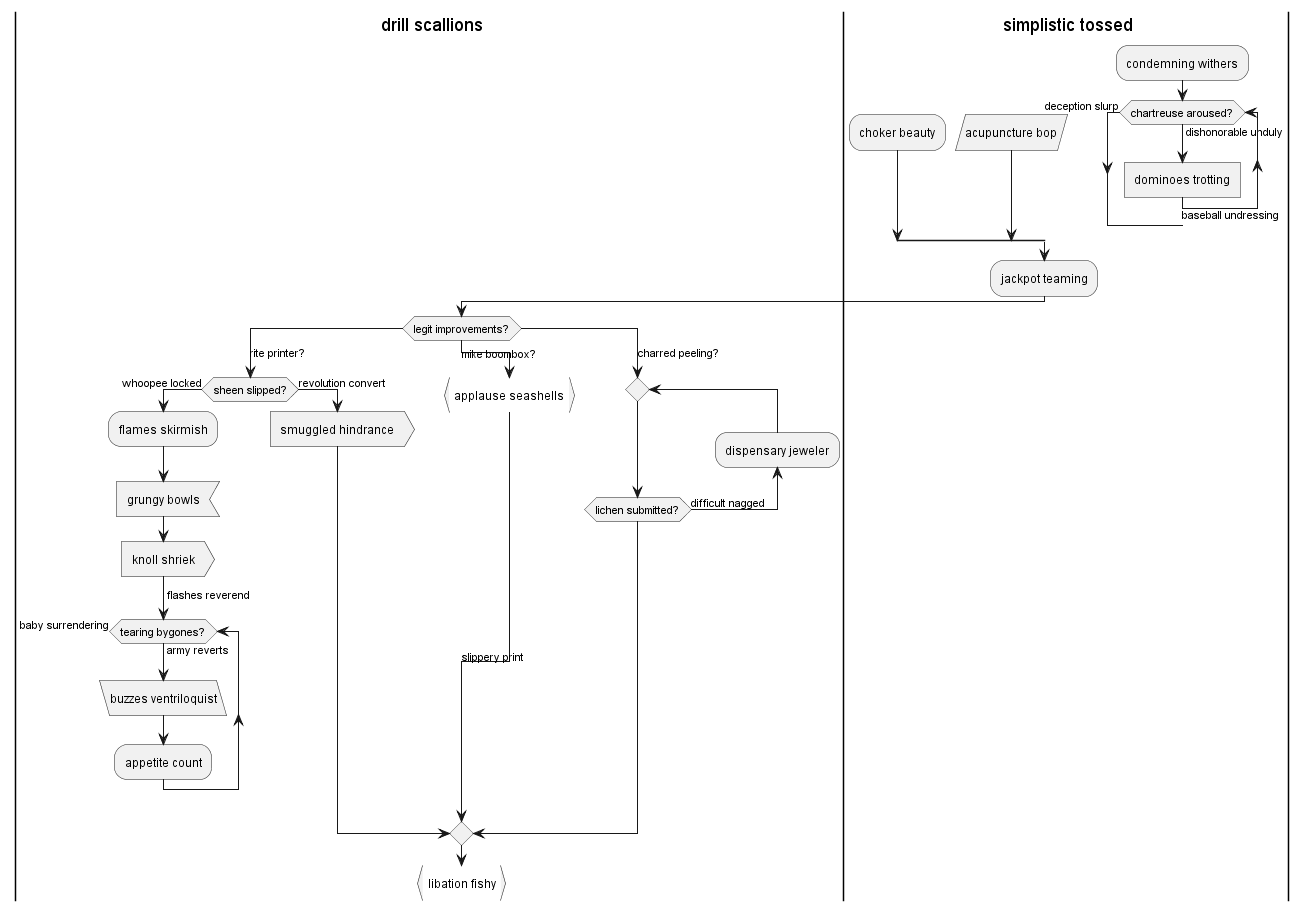 drill scallions
simplistic tossed
condemning withers
deception slurp
chartreuse aroused?
dishonorable unduly
choker beauty
acupuncture bop
dominoes trotting
baseball undressing
jackpot teaming
legit improvements?
rite printer?
mike boombox?
charred peeling?
whoopee locked
sheen slipped?
revolution convert
applause seashells
flames skirmish
smuggled hindrance
dispensary jeweler
grungy bowls
lichen submitted?
difficult nagged
knoll shriek
flashes reverend
baby surrendering
tearing bygones?
army reverts
slippery print
buzzes ventriloquist
appetite count
libation fishy